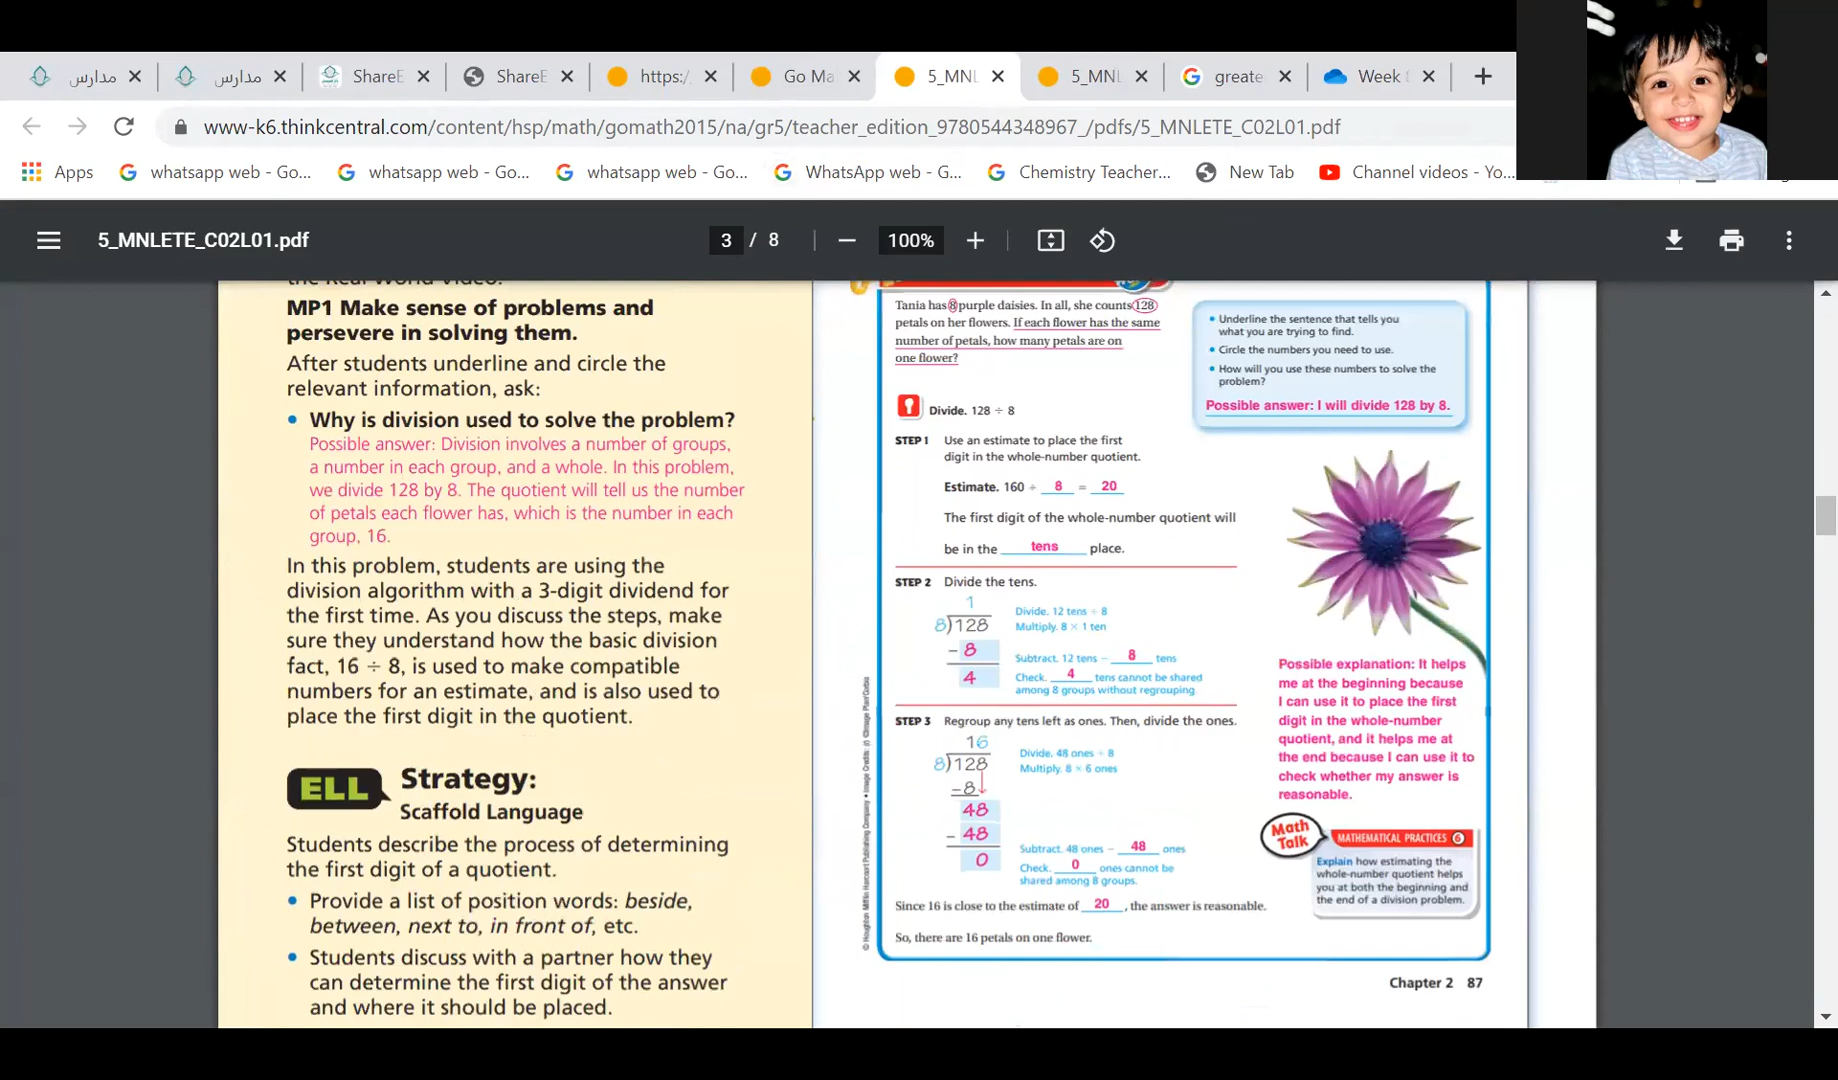 مدارس
مدارس
ShareE
ShareE
https:/
Go Ma
5_MNL
5_MNL
greate
Week
www-k6.thinkcentral.com/content/hsp/math/gomath2015/na/gr5/teacher_edition_9780544348967_/pdfs/5_MNLETE_C02L01.pdf
Apps
whatsapp web - Go...
whatsapp web - Go...
whatsapp web - Go...
WhatsApp web - G...
Chemistry Teacher...
New Tab
Channel videos - Yo...
5_MNLETE_C02L01.pdf
3 / 8
100%
the Real World Video.
MP1 Make sense of problems and
persevere in solving them.
After students underline and circle the
relevant information, ask:
• Why is division used to solve the problem?
Possible answer: Division involves a number of groups,
a number in each group, and a whole. In this problem,
we divide 128 by 8. The quotient will tell us the number
of petals each flower has, which is the number in each
group, 16.
In this problem, students are using the
division algorithm with a 3-digit dividend for
the first time. As you discuss the steps, make
sure they understand how the basic division
fact, 16 ÷ 8, is used to make compatible
numbers for an estimate, and is also used to
place the first digit in the quotient.
ELL Strategy:
Scaffold Language
Students describe the process of determining
the first digit of a quotient.
• Provide a list of position words: beside,
between, next to, in front of, etc.
• Students discuss with a partner how they
can determine the first digit of the answer
and where it should be placed.
Tania has 8 purple daisies. In all, she counts 128
petals on her flowers. If each flower has the same
number of petals, how many petals are on
one flower?
• Underline the sentence that tells you
what you are trying to find.
• Circle the numbers you need to use.
• How will you use these numbers to solve the
problem?
Possible answer: I will divide 128 by 8.
Divide. 128 ÷ 8
STEP 1 Use an estimate to place the first
digit in the whole-number quotient.
Estimate. 160 ÷ 8 = 20
The first digit of the whole-number quotient will
be in the tens place.
STEP 2 Divide the tens.
1
8)128
- 8
4
Divide. 12 tens ÷ 8
Multiply. 8 × 1 ten
Subtract. 12 tens - 8 tens
Check. 4 tens cannot be shared
among 8 groups without regrouping.
STEP 3 Regroup any tens left as ones. Then, divide the ones.
16
8)128
-8
48
- 48
0
Divide. 48 ones ÷ 8
Multiply. 8 × 6 ones
Subtract. 48 ones - 48 ones
Check. 0 ones cannot be
shared among 8 groups.
Since 16 is close to the estimate of 20, the answer is reasonable.
So, there are 16 petals on one flower.
Possible explanation: It helps
me at the beginning because
I can use it to place the first
digit in the whole-number
quotient, and it helps me at
the end because I can use it to
check whether my answer is
reasonable.
Math
Talk
MATHEMATICAL PRACTICES 6
Explain how estimating the
whole-number quotient helps
you at both the beginning and
the end of a division problem.
Chapter 2 87